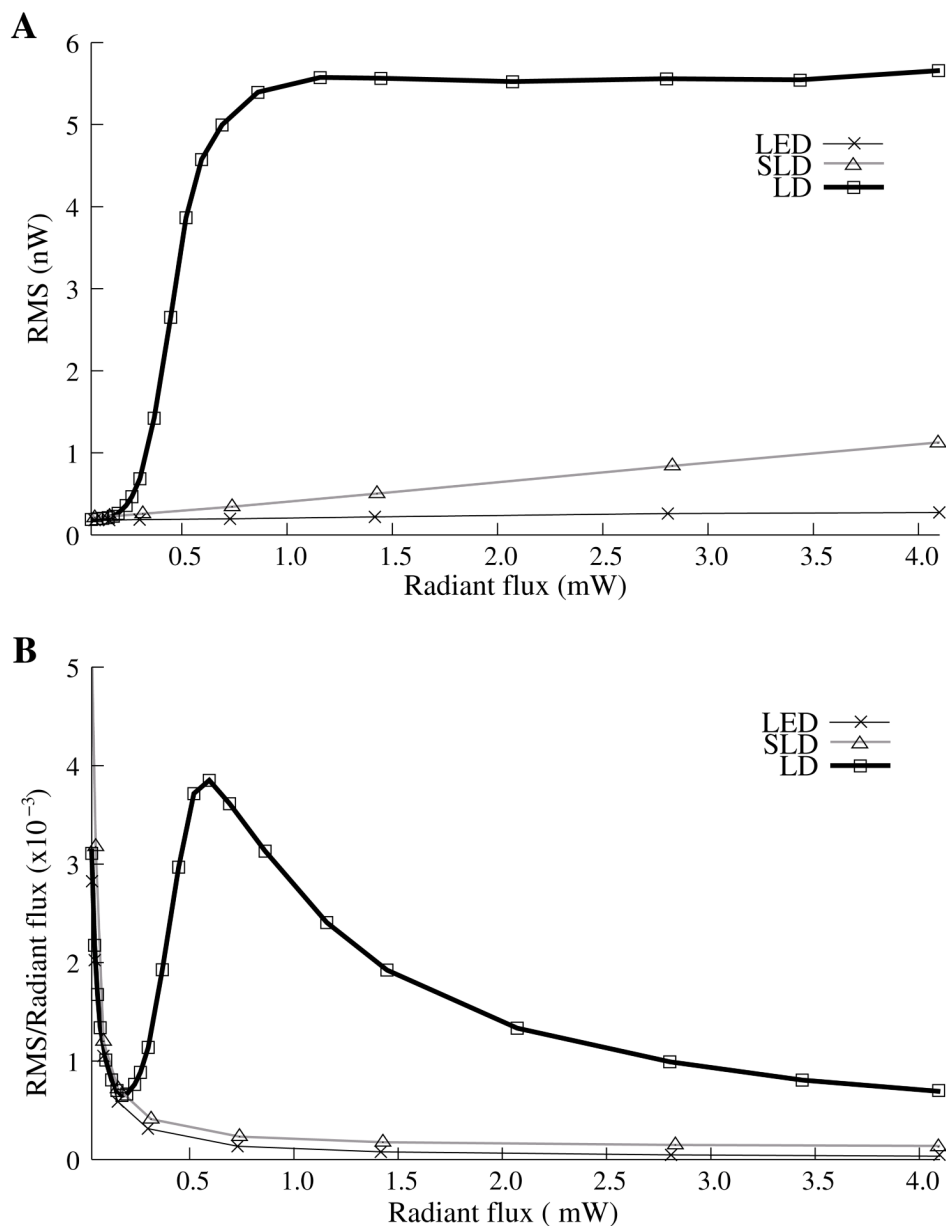 A
6
5
4
3
2
1
0
RMS (nW)
LED
SLD
LD
0.5 1.0 1.5 2.0 2.5 3.0 3.5 4.0
Radiant flux (mW)
B
5
4
3
2
1
0
RMS/Radiant flux (x10⁻³)
LED
SLD
LD
0.5 1.0 1.5 2.0 2.5 3.0 3.5 4.0
Radiant flux ( mW)